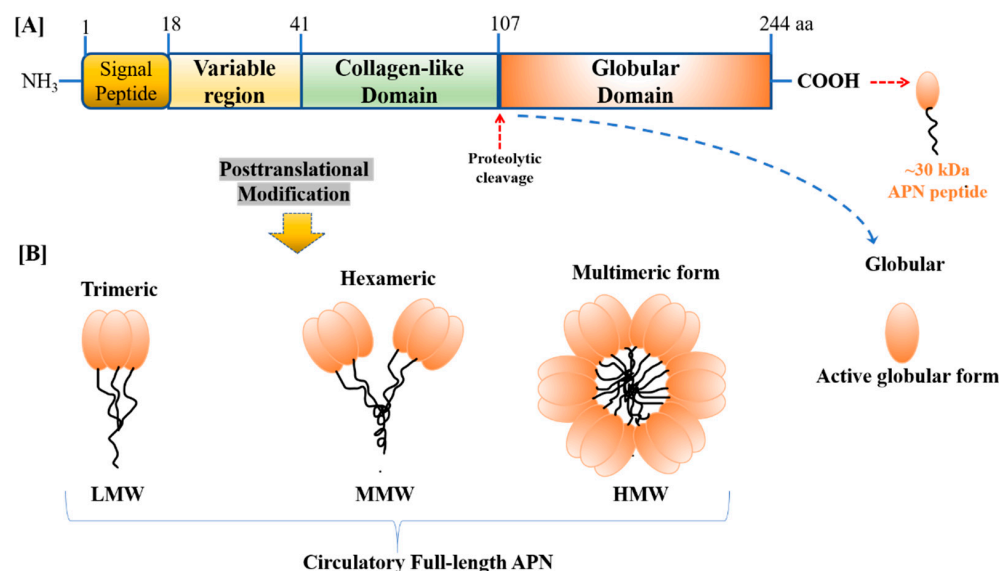 [A]
1 18 41 107 244 aa
NH3
Signal
Peptide
Variable
region
Collagen-like
Domain
Globular
Domain
COOH
Proteolytic
cleavage
~30 kDa
APN peptide
Posttranslational
Modification
[B]
Trimeric
Hexameric
Multimeric form
Globular
Active globular form
LMW
MMW
HMW
Circulatory Full-length APN